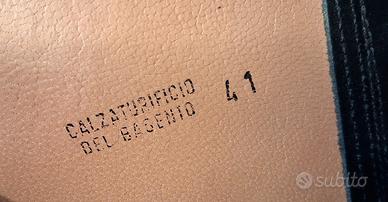 CALZATURIFICIO
DEL BASENTO
41
subito